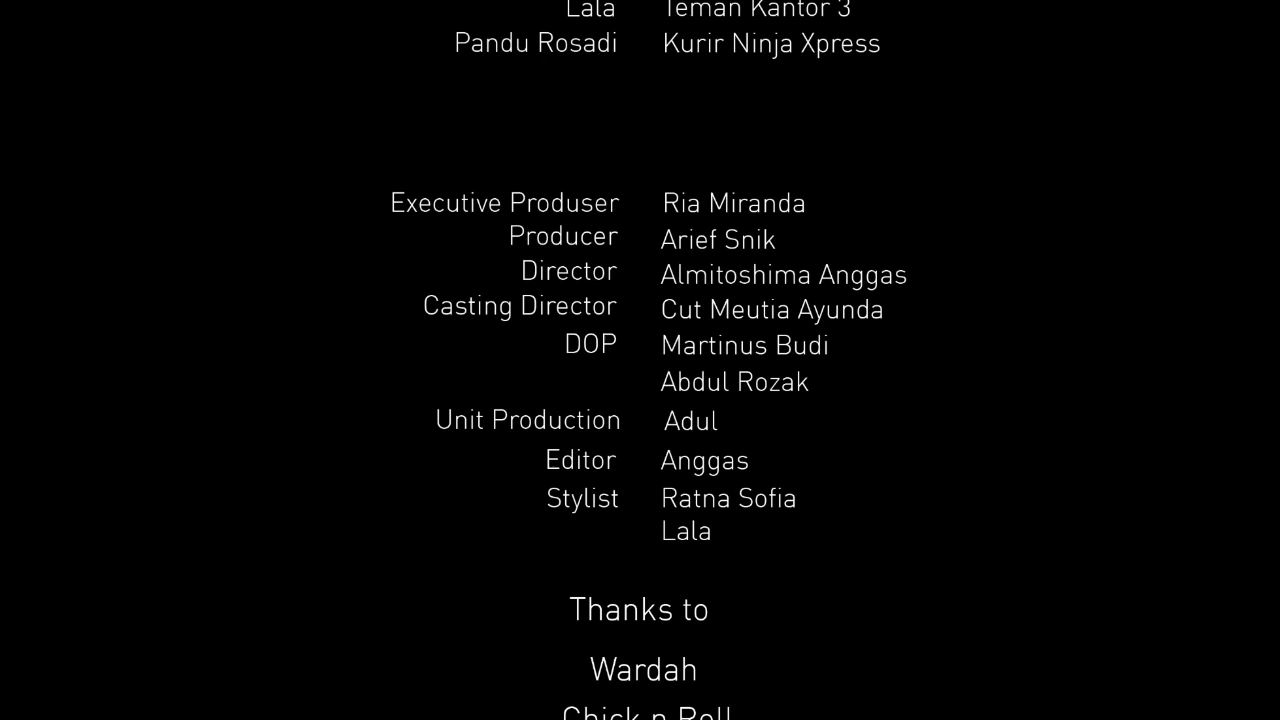 Lala Teman Kantor 3
Pandu Rosadi Kurir Ninja Xpress
Executive Produser Ria Miranda
Producer Arief Snik
Director Almitoshima Anggas
Casting Director Cut Meutia Ayunda
DOP Martinus Budi
Abdul Rozak
Unit Production Adul
Editor Anggas
Stylist Ratna Sofia
Lala
Thanks to
Wardah
Chick n Roll